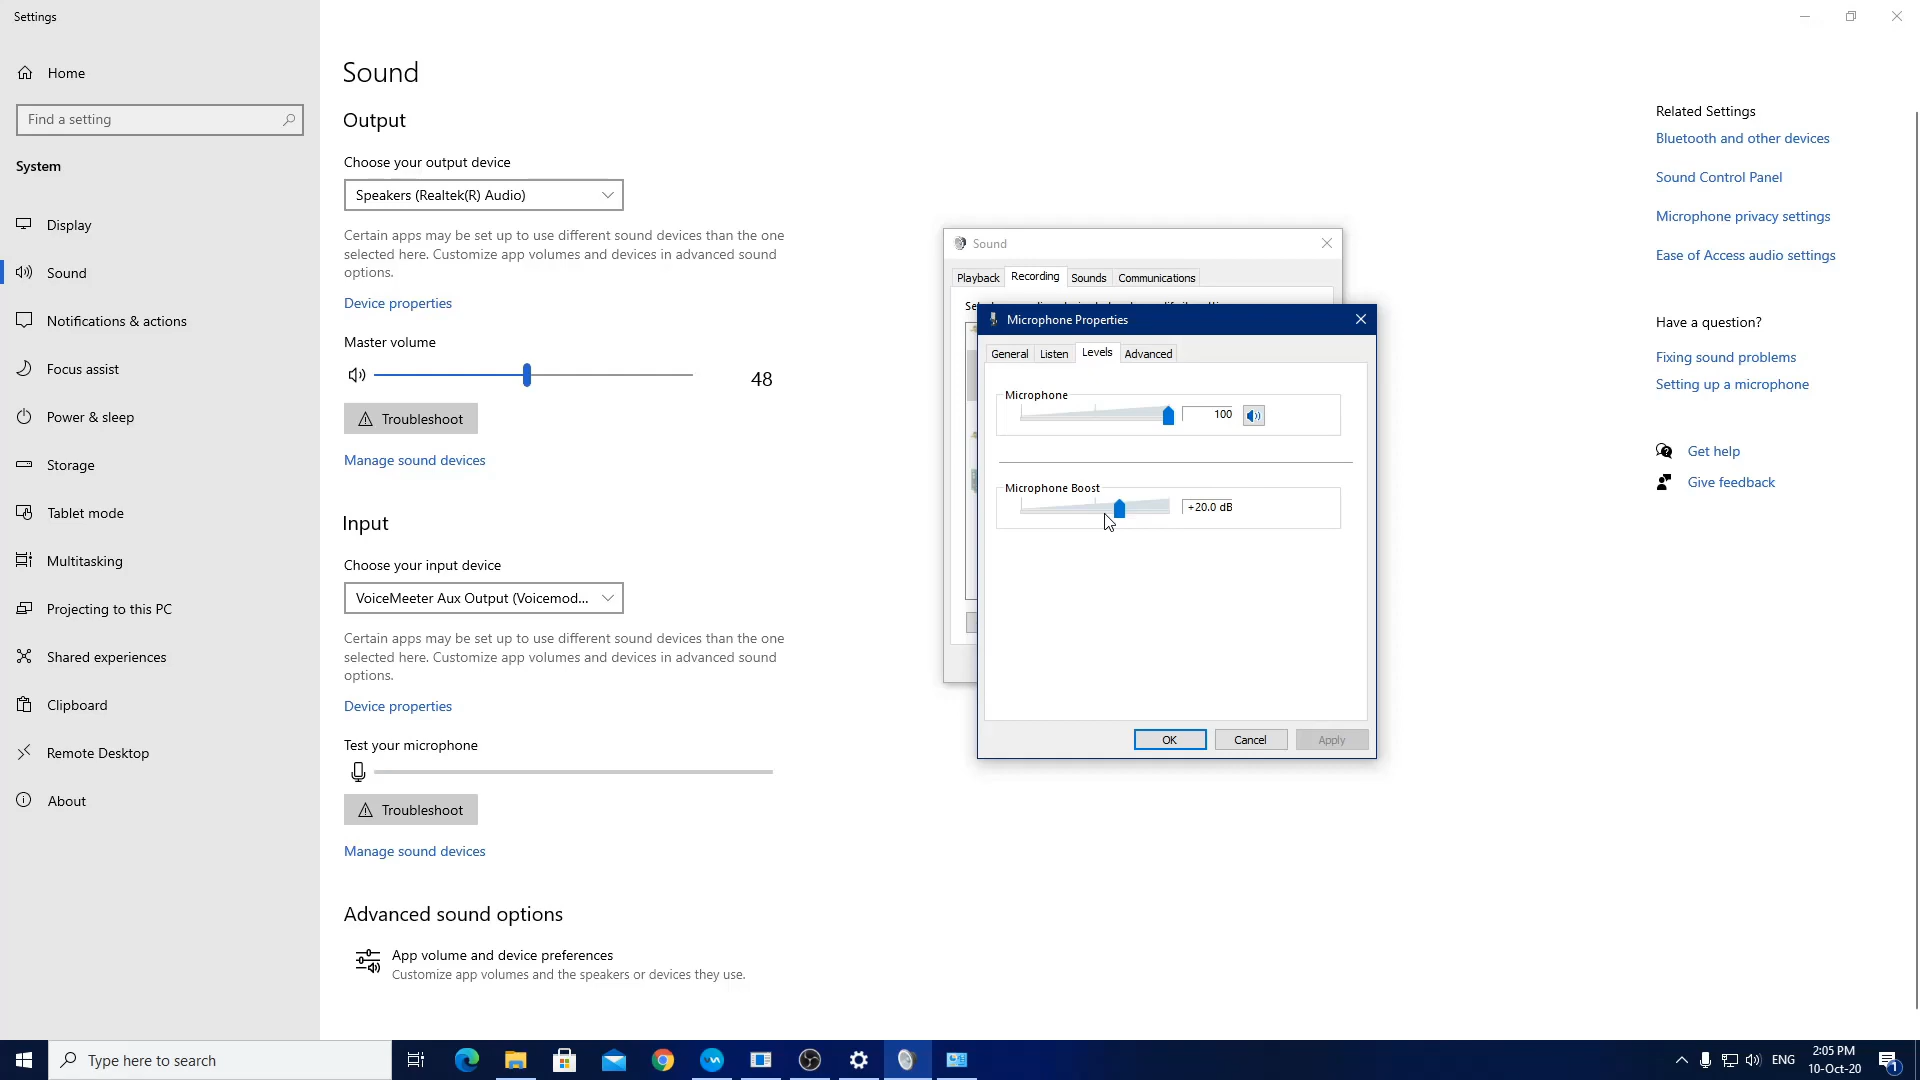 Settings
Home
Find a setting
System
Display
Sound
Notifications & actions
Focus assist
Power & sleep
Storage
Tablet mode
Multitasking
Projecting to this PC
Shared experiences
Clipboard
Remote Desktop
About
Sound
Output
Choose your output device
Speakers (Realtek(R) Audio)
Certain apps may be set up to use different sound devices than the one
selected here. Customize app volumes and devices in advanced sound
options.
Device properties
Master volume
48
Troubleshoot
Manage sound devices
Input
Choose your input device
VoiceMeeter Aux Output (Voicemod...
Certain apps may be set up to use different sound devices than the one
selected here. Customize app volumes and devices in advanced sound
options.
Device properties
Test your microphone
Troubleshoot
Manage sound devices
Advanced sound options
App volume and device preferences
Customize app volumes and the speakers or devices they use.
Sound
Playback Recording Sounds Communications
Microphone Properties
General Listen Levels Advanced
Microphone
100
Microphone Boost
+20.0 dB
OK Cancel Apply
Related Settings
Bluetooth and other devices
Sound Control Panel
Microphone privacy settings
Ease of Access audio settings
Have a question?
Fixing sound problems
Setting up a microphone
Get help
Give feedback
Type here to search
ENG
2:05 PM
10-Oct-20
1